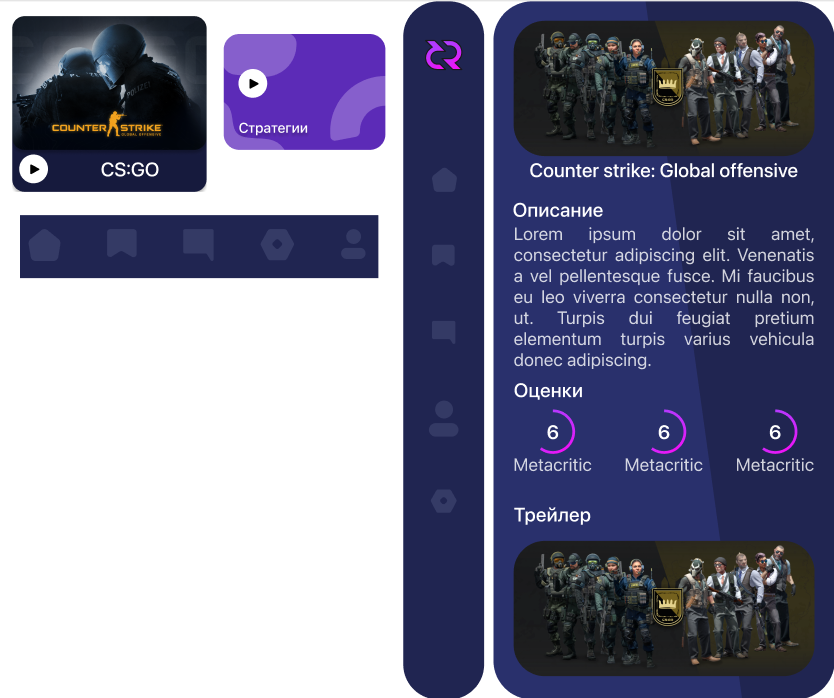 COUNTER STRIKE
GLOBAL OFFENSIVE
CS:GO
Стратегии
Counter strike: Global offensive
Описание
Lorem ipsum dolor sit amet,
consectetur adipiscing elit. Venenatis
a vel pellentesque fusce. Mi faucibus
eu leo viverra consectetur nulla non,
ut. Turpis dui feugiat pretium
elementum turpis varius vehicula
donec adipiscing.
Оценки
6 6 6
Metacritic Metacritic Metacritic
Трейлер